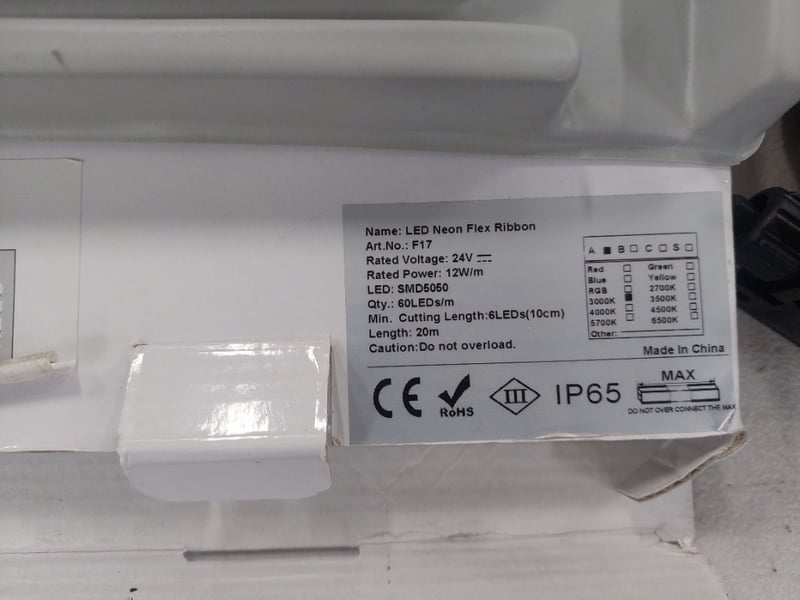 Name: LED Neon Flex Ribbon
Art.No.: F17
Rated Voltage: 24V
Rated Power: 12W/m
LED: SMD5050
Qty.: 60LEDs/m
Min. Cutting Length:6LEDs(10cm)
Length: 20m
Caution:Do not overload.
A ■ B □ C □ S □
Red □ Green □
Blue □ Yellow □
RGB □ 2700K □
3000K ■ 3500K □
4000K □ 4500K □
5700K □ 6500K □
Other:
Made In China
CE RoHS III IP65 MAX
DO NOT OVER CONNECT THE MAX